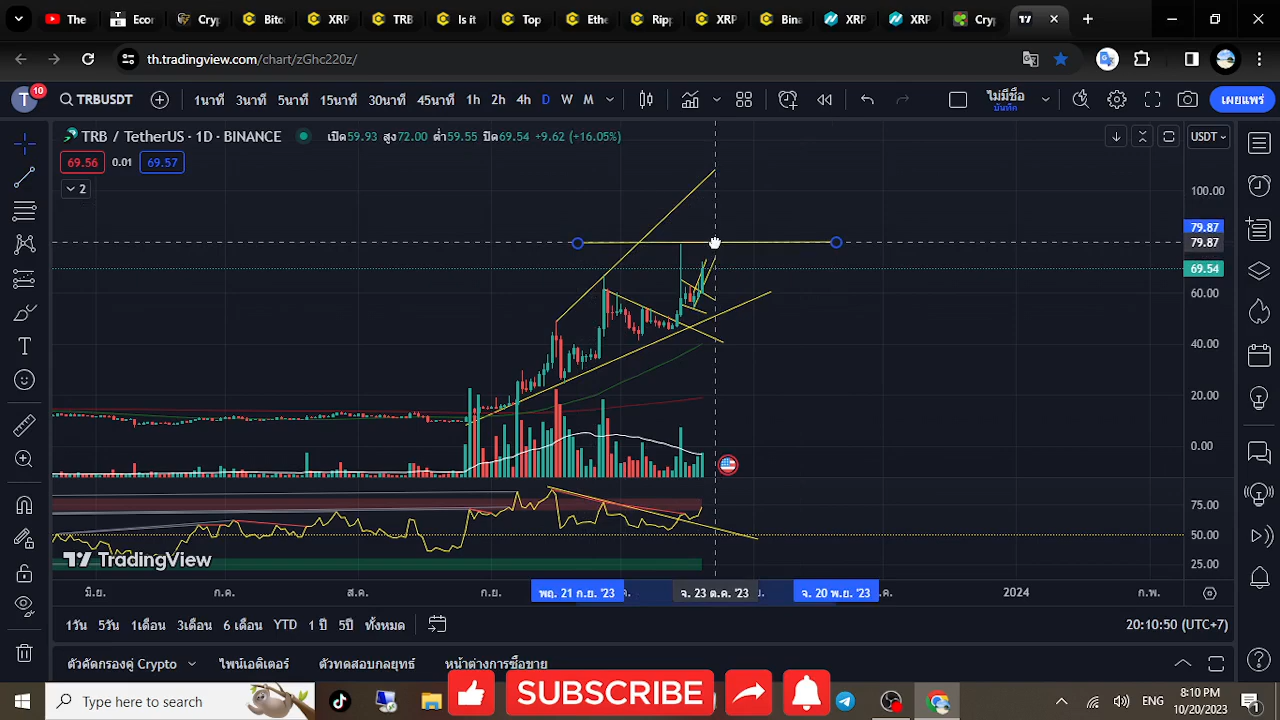 The
Econ
Cryp
Bitc
XRP
TRB
Is it
Top
Ethe
Ripp
XRP
Bina
XRP
XRP
Cryp
th.tradingview.com/chart/zGhc220z/
T
10
TRBUSDT
1นาที
3นาที
5นาที
15นาที
30นาที
45นาที
1h
2h
4h
D
W
M
ไม่มีชื่อ
บันทึก
เผยแพร่
TRB / TetherUS · 1D · BINANCE
เปิด59.93 สูง72.00 ต่ำ59.55 ปิด69.54 +9.62 (+16.05%)
USDT
69.56
0.01
69.57
2
100.00
79.87
79.87
69.54
60.00
40.00
20.00
0.00
75.00
50.00
25.00
TradingView
มิ.ย.
ก.ค.
ส.ค.
ก.ย.
พฤ. 21 ก.ย. '23
ค.
จ. 23 ต.ค. '23
ย.
จ. 20 พ.ย. '23
ค.
2024
ก.พ.
1วัน
5วัน
1เดือน
3เดือน
6 เดือน
YTD
1 ปี
5ปี
ทั้งหมด
20:10:50 (UTC+7)
ตัวคัดกรองคู่ Crypto
ไพน์เอดิเตอร์
ตัวทดสอบกลยุทธ์
หน้าต่างการซื้อขาย
SUBSCRIBE
Type here to search
ENG
8:10 PM
10/20/2023
1